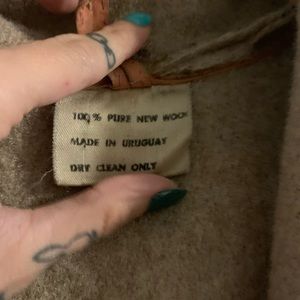 100% PURE NEW WOOL
MADE IN URUGUAY
DRY CLEAN ONLY